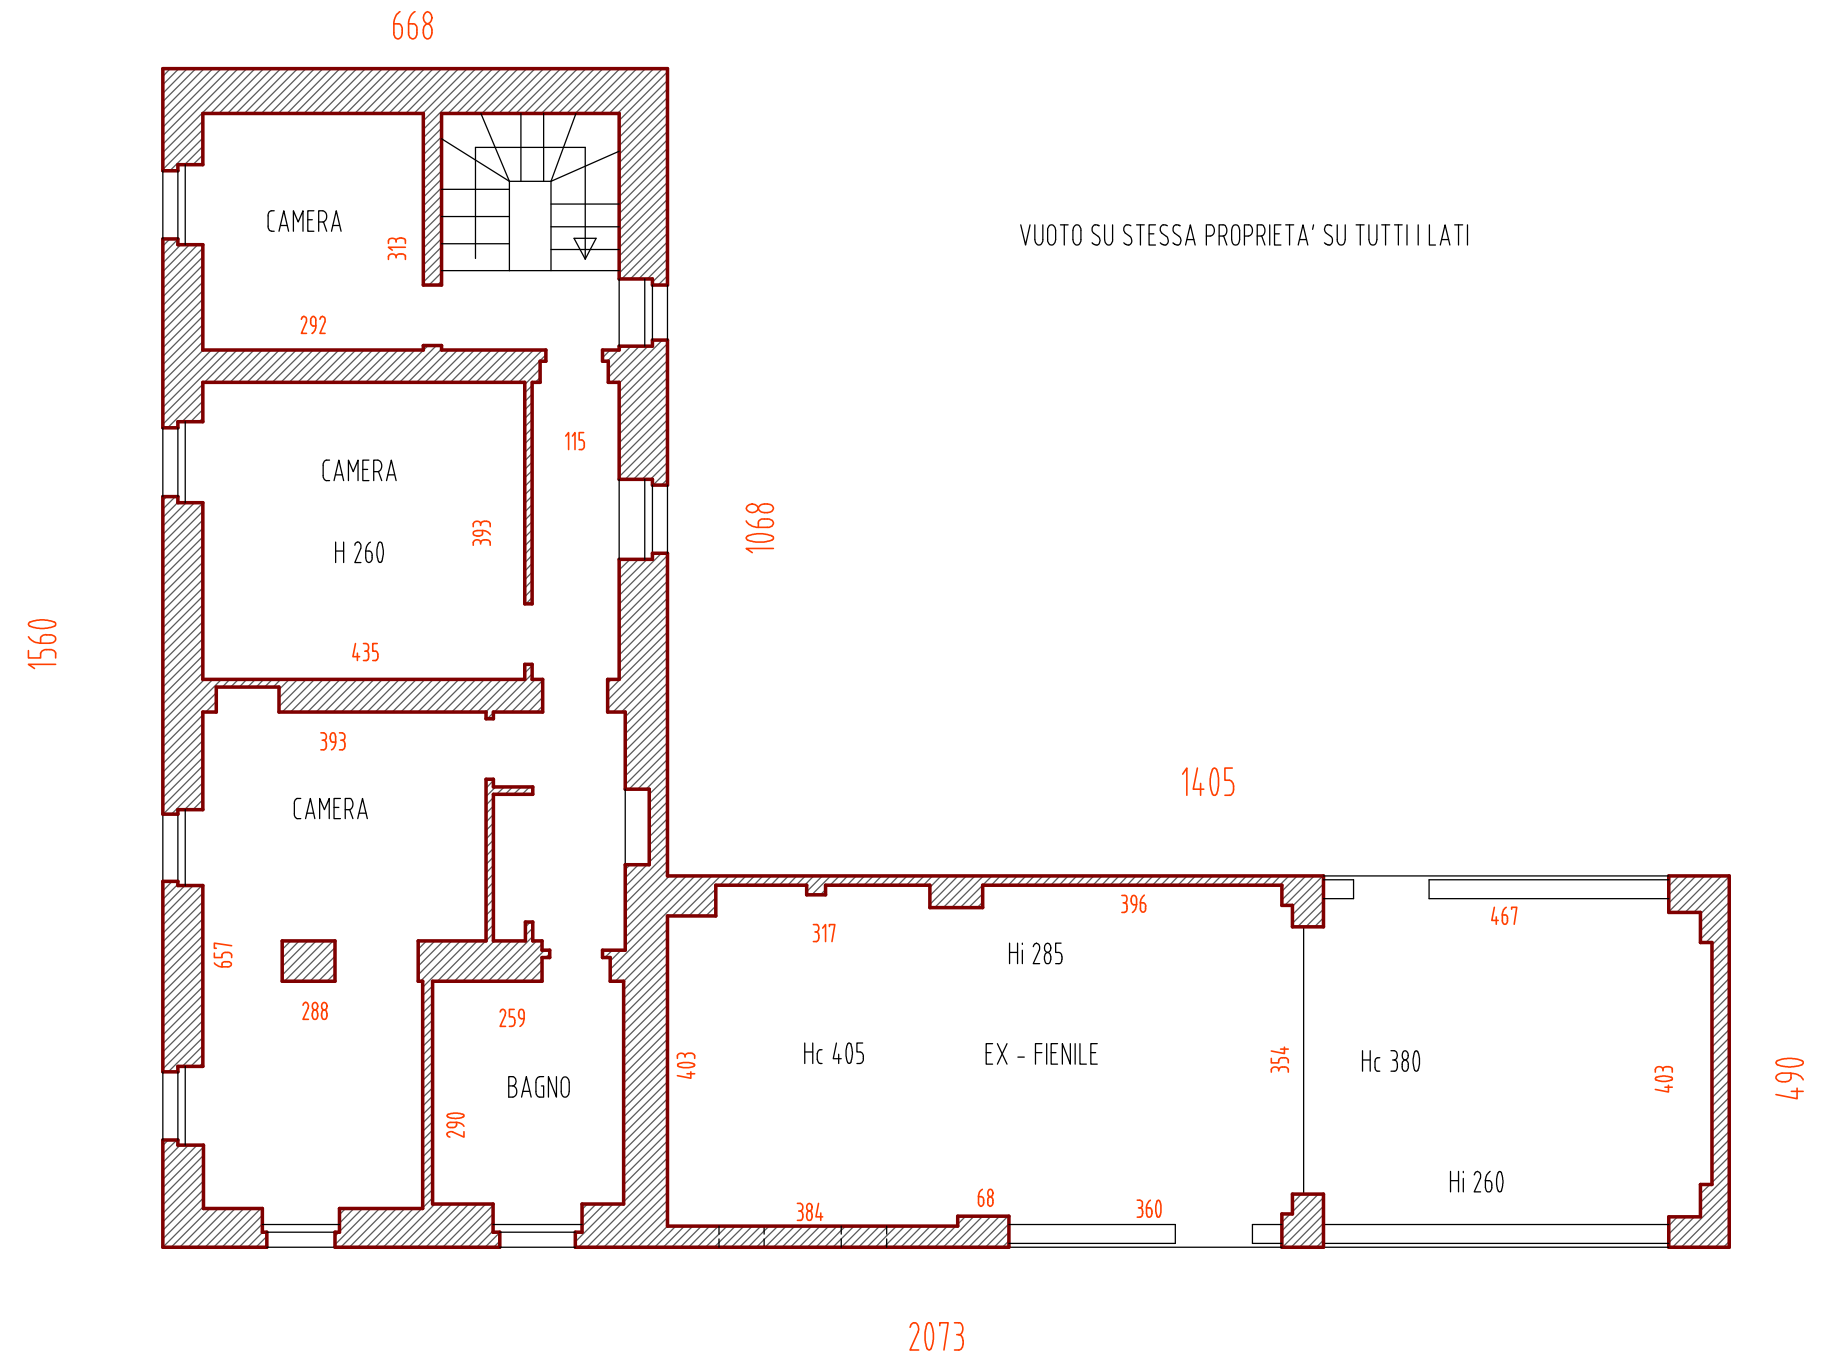 668
CAMERA
313
VUOTO SU STESSA PROPRIETA' SU TUTTI I LATI
292
115
CAMERA
393
1068
H 260
1560
435
393
1405
CAMERA
467
396
317
657
Hi 285
288
259
Hc 405
EX - FIENILE
354
Hc 380
403
403
490
BAGNO
290
Hi 260
68
384
360
2073